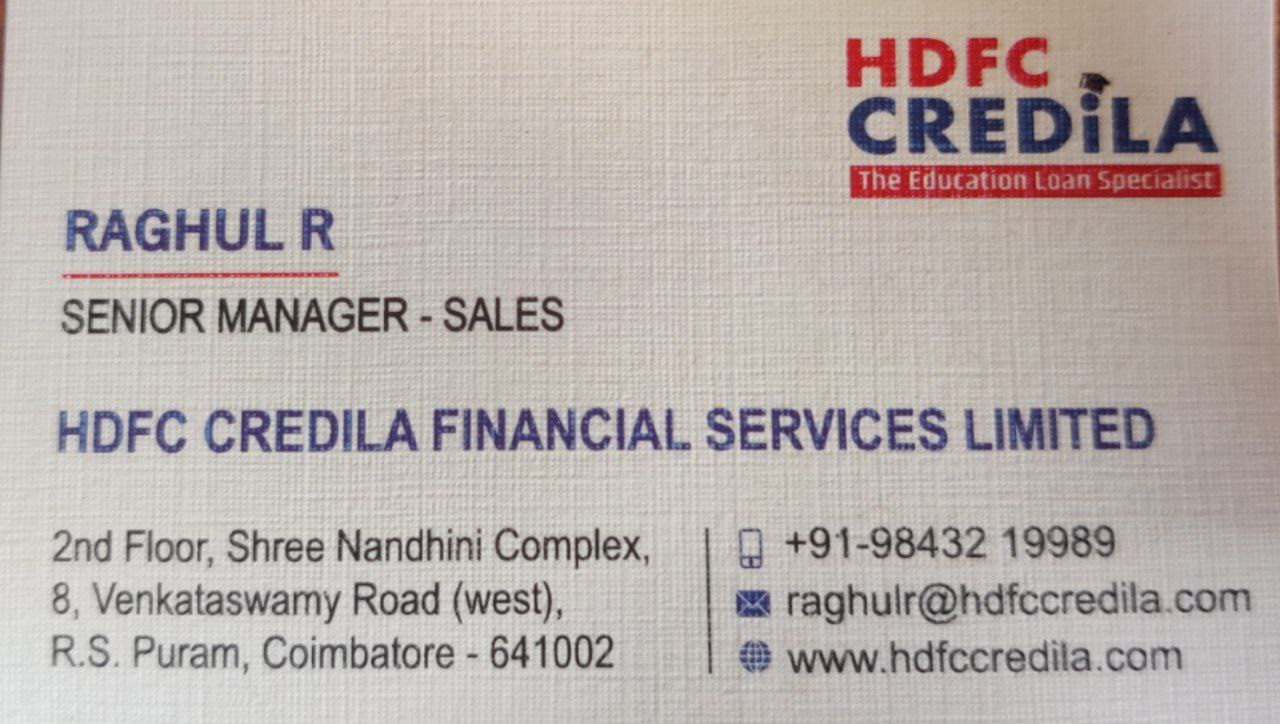 HDFC
CREDiLA
The Education Loan Specialist
RAGHUL R
SENIOR MANAGER - SALES
HDFC CREDILA FINANCIAL SERVICES LIMITED
2nd Floor, Shree Nandhini Complex,
8, Venkataswamy Road (west),
R.S. Puram, Coimbatore - 641002
+91-98432 19989
raghulr@hdfccredila.com
www.hdfccredila.com